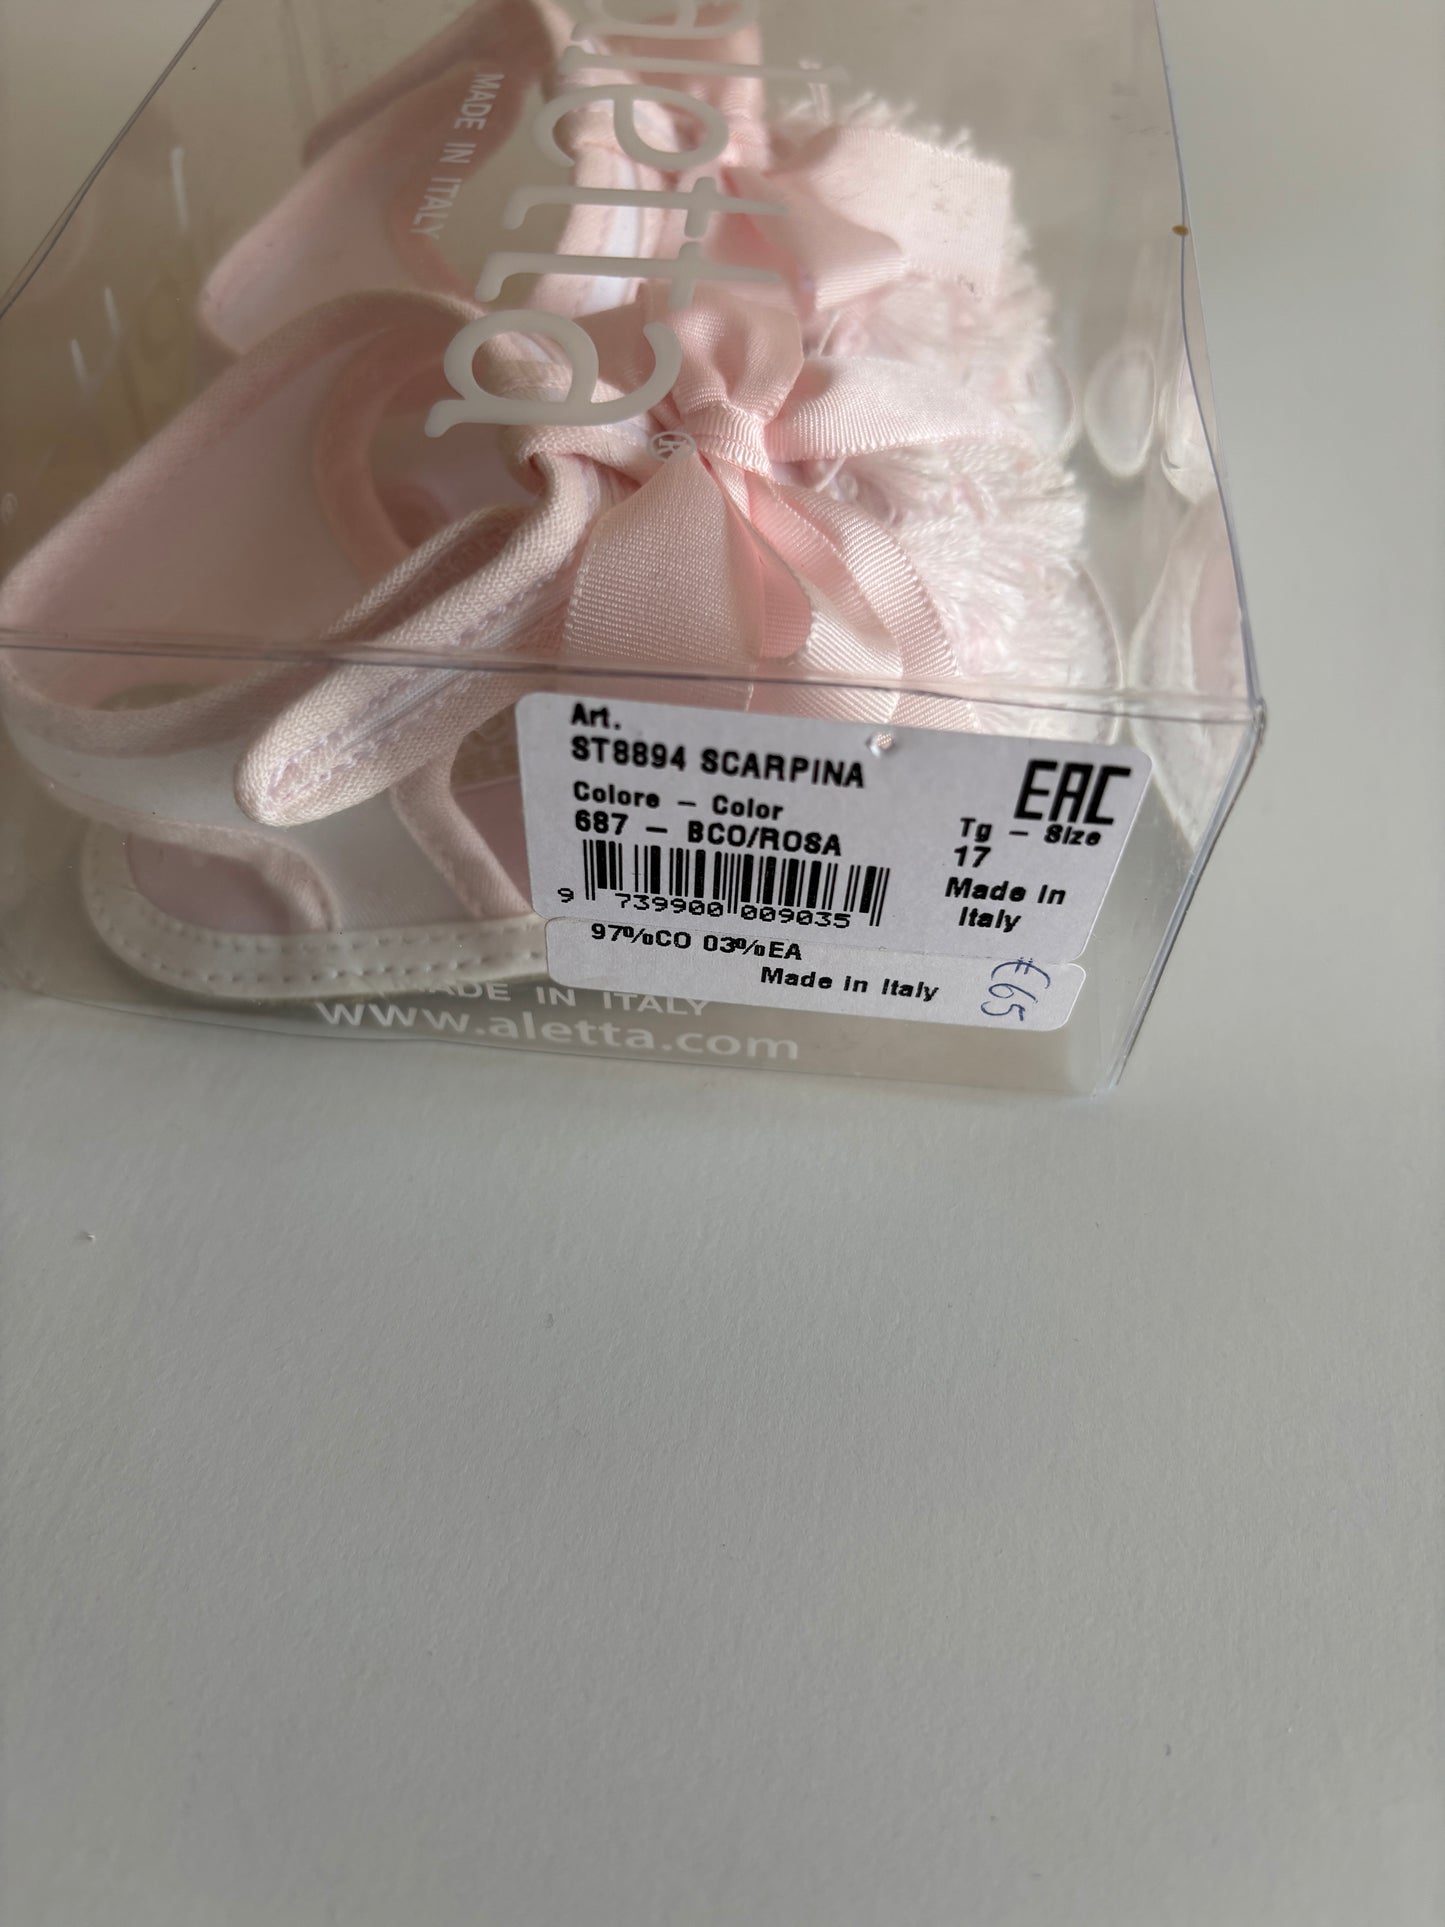 aletta
®
MADE IN ITALY
Art.
ST8894 SCARPINA
EAC
Colore - Color
687 - BCO/ROSA
Tg - Size
17
Made in
Italy
9 739900 009035
97%CO 03%EA
Made in Italy
€65
MADE IN ITALY
www.aletta.com